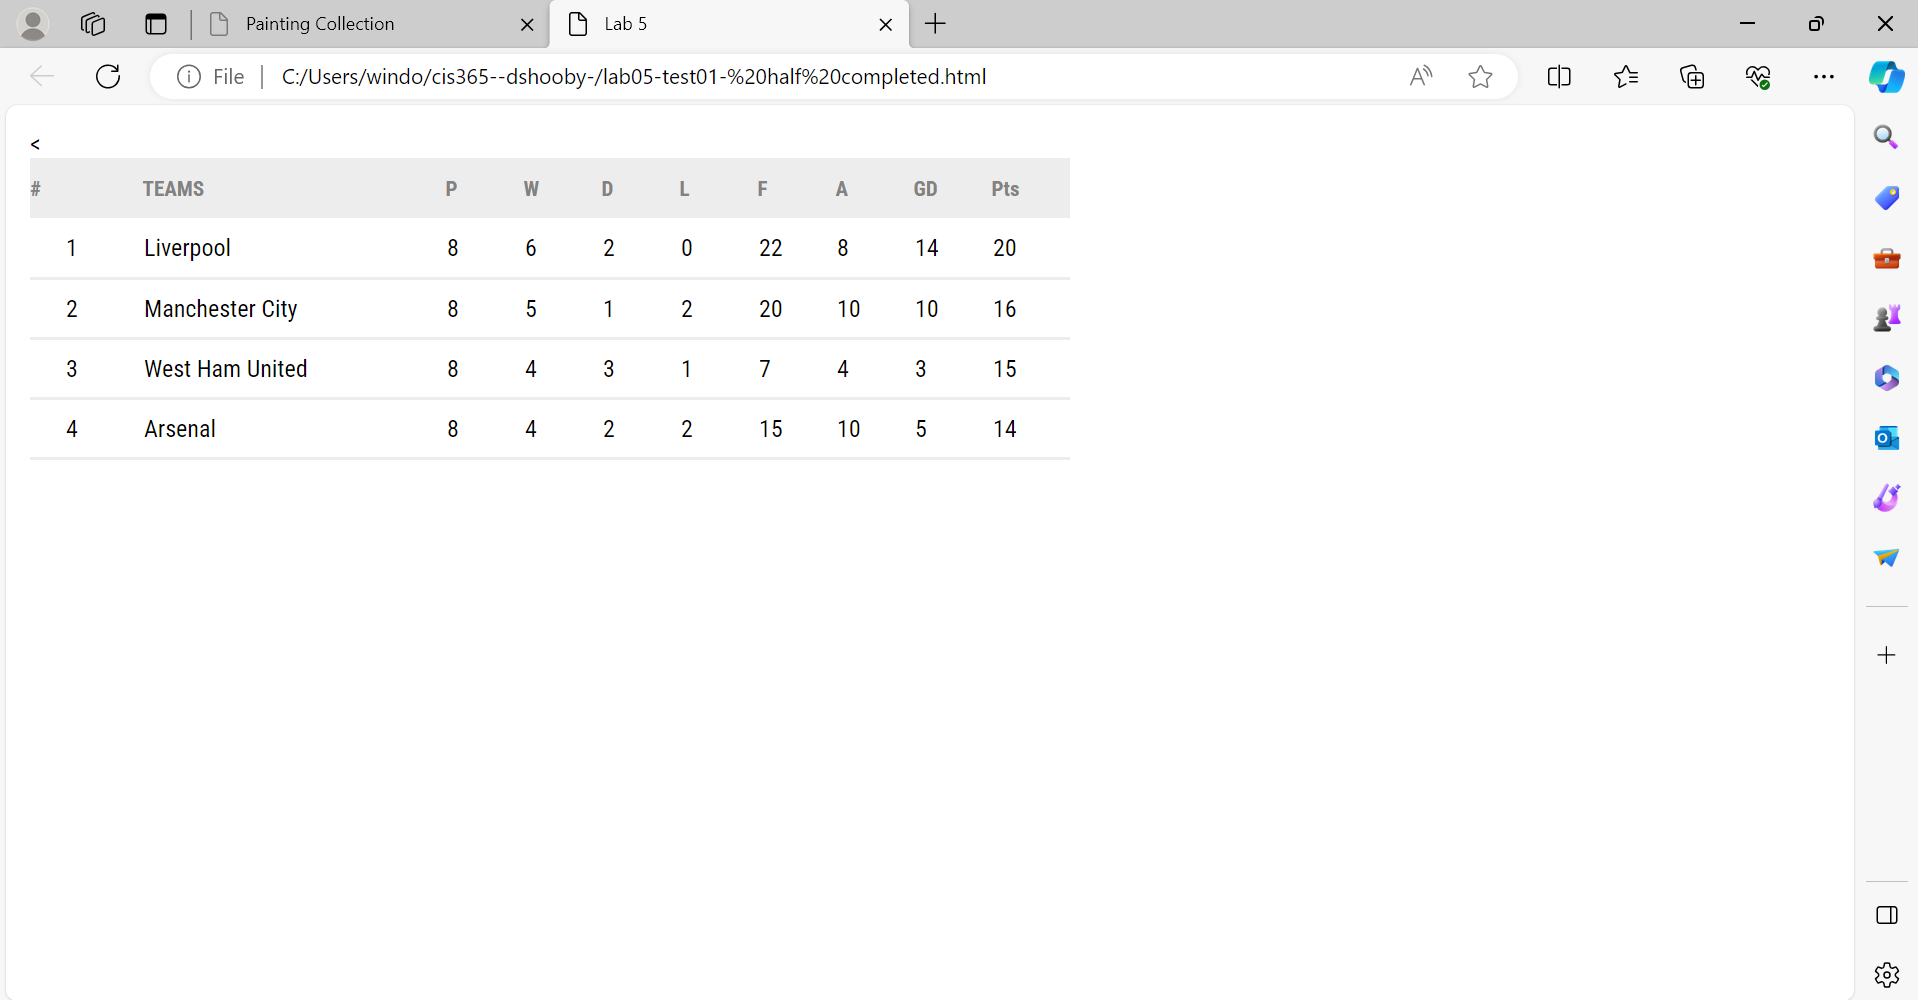 Painting Collection
Lab 5
File C:/Users/windo/cis365--dshooby-/lab05-test01-%20half%20completed.html
<
# TEAMS P W D L F A GD Pts
1 Liverpool 8 6 2 0 22 8 14 20
2 Manchester City 8 5 1 2 20 10 10 16
3 West Ham United 8 4 3 1 7 4 3 15
4 Arsenal 8 4 2 2 15 10 5 14